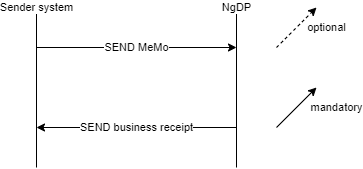 Sender system
NgDP
optional
SEND MeMo
mandatory
SEND business receipt